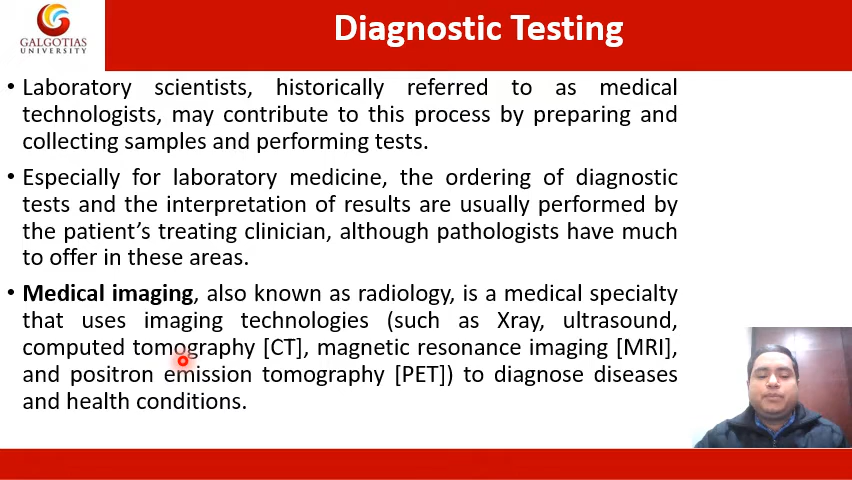 GALGOTIAS
UNIVERSITY
Diagnostic Testing
• Laboratory scientists, historically referred to as medical
technologists, may contribute to this process by preparing and
collecting samples and performing tests.
• Especially for laboratory medicine, the ordering of diagnostic
tests and the interpretation of results are usually performed by
the patient’s treating clinician, although pathologists have much
to offer in these areas.
• Medical imaging, also known as radiology, is a medical specialty
that uses imaging technologies (such as Xray, ultrasound,
computed tomography [CT], magnetic resonance imaging [MRI],
and positron emission tomography [PET]) to diagnose diseases
and health conditions.